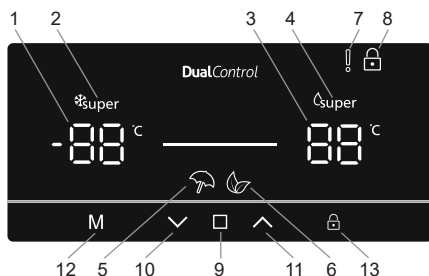 1 2 3 4 7 8
DualControl
super super
-88 °C 88 °C
M
12 5 10 9 11 6 13